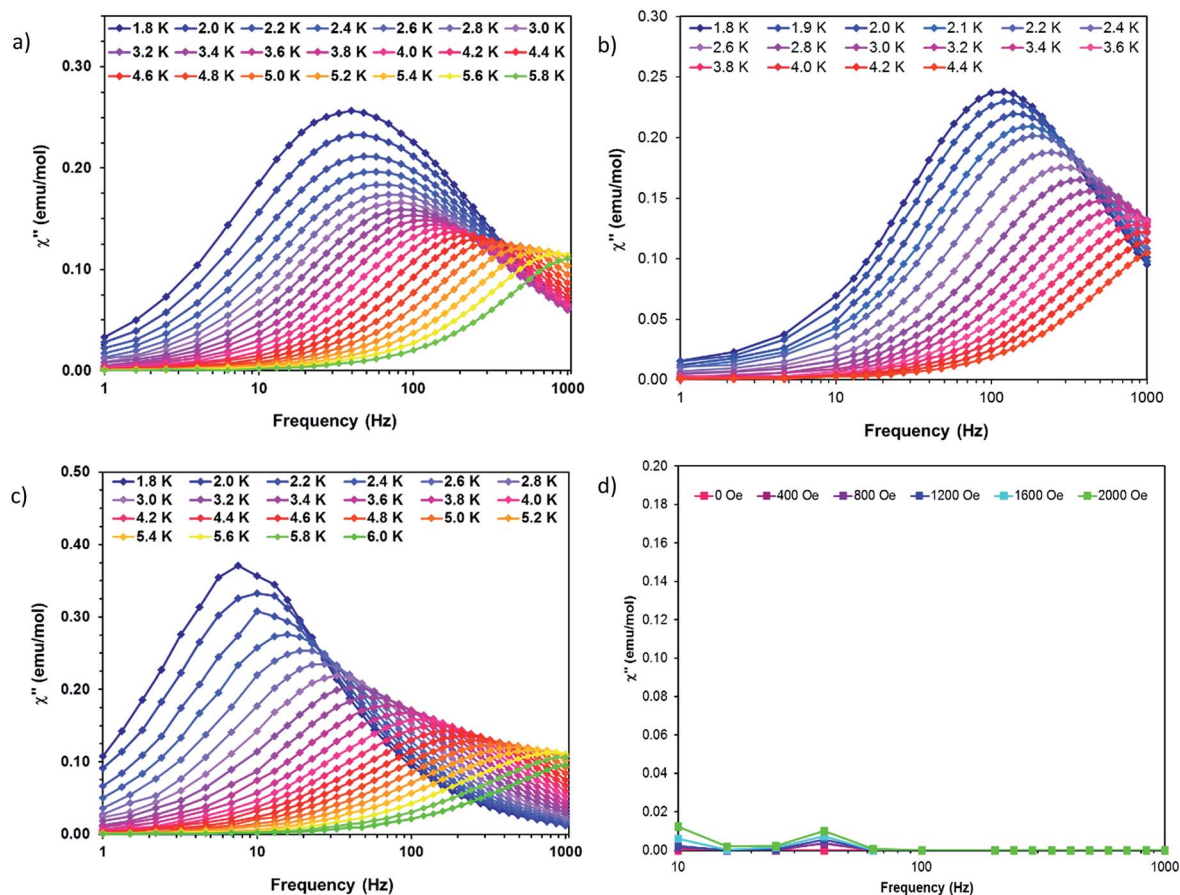 a)
1.8 K 2.0 K 2.2 K 2.4 K 2.6 K 2.8 K 3.0 K
3.2 K 3.4 K 3.6 K 3.8 K 4.0 K 4.2 K 4.4 K
4.6 K 4.8 K 5.0 K 5.2 K 5.4 K 5.6 K 5.8 K
0.30
0.20
0.10
0.00
χ'' (emu/mol)
1 10 100 1000
Frequency (Hz)
b)
1.8 K 1.9 K 2.0 K 2.1 K 2.2 K 2.4 K
2.6 K 2.8 K 3.0 K 3.2 K 3.4 K 3.6 K
3.8 K 4.0 K 4.2 K 4.4 K
0.30
0.25
0.20
0.15
0.10
0.05
0.00
χ'' (emu/mol)
1 10 100 1000
Frequency (Hz)
c)
1.8 K 2.0 K 2.2 K 2.4 K 2.6 K 2.8 K
3.0 K 3.2 K 3.4 K 3.6 K 3.8 K 4.0 K
4.2 K 4.4 K 4.6 K 4.8 K 5.0 K 5.2 K
5.4 K 5.6 K 5.8 K 6.0 K
0.50
0.40
0.30
0.20
0.10
0.00
χ'' (emu/mol)
1 10 100 1000
Frequency (Hz)
d)
0 Oe 400 Oe 800 Oe 1200 Oe 1600 Oe 2000 Oe
0.20
0.18
0.16
0.14
0.12
0.10
0.08
0.06
0.04
0.02
0.00
χ'' (emu/mol)
10 100 1000
Frequency (Hz)